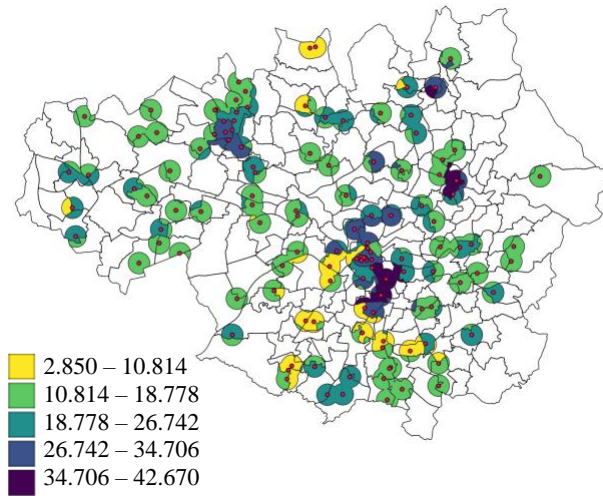 2.850 – 10.814
10.814 – 18.778
18.778 – 26.742
26.742 – 34.706
34.706 – 42.670